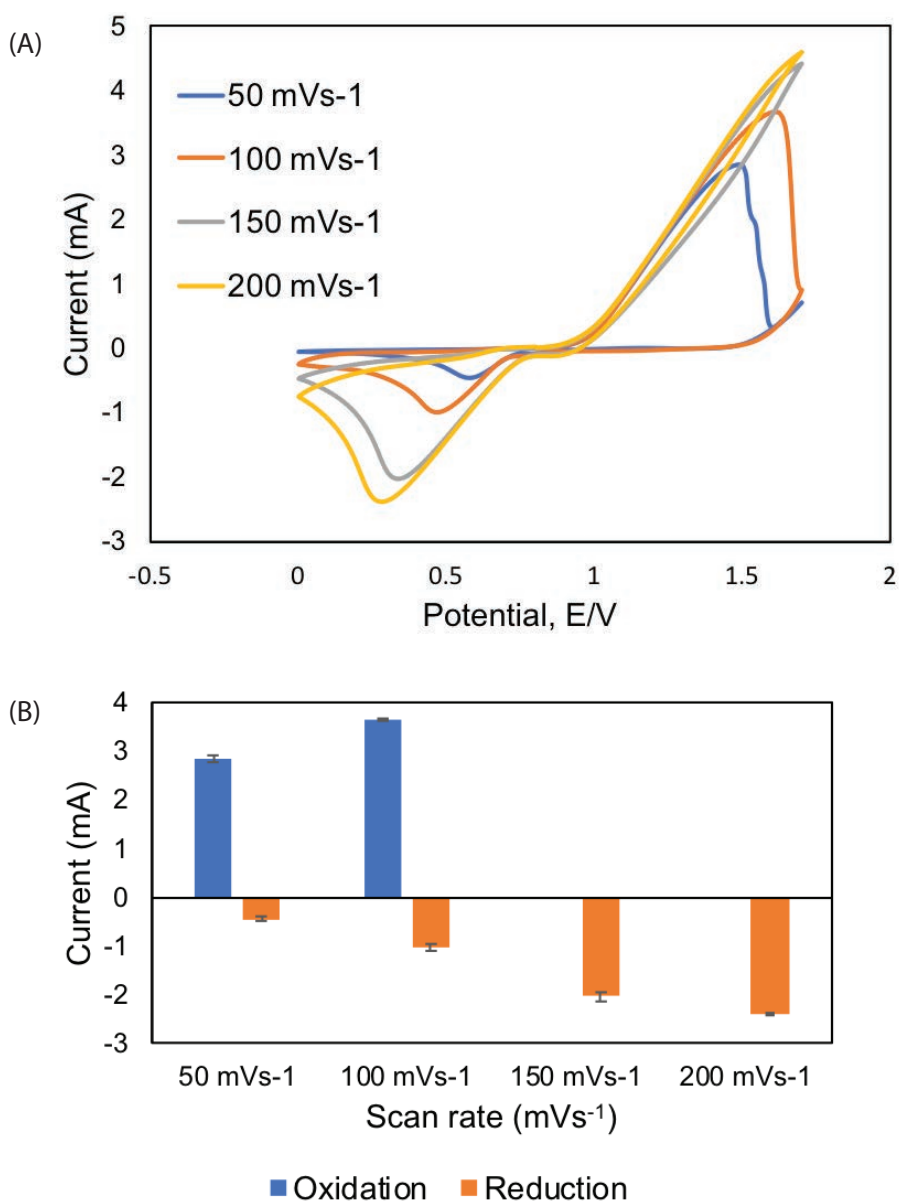 (A)
5
4
3
2
1
0
-1
-2
-3
Current (mA)
50 mVs-1
100 mVs-1
150 mVs-1
200 mVs-1
-0.5 0 0.5 1 1.5 2
Potential, E/V
(B)
4
3
2
1
0
-1
-2
-3
Current (mA)
50 mVs-1 100 mVs-1 150 mVs-1 200 mVs-1
Scan rate (mVs⁻¹)
Oxidation Reduction